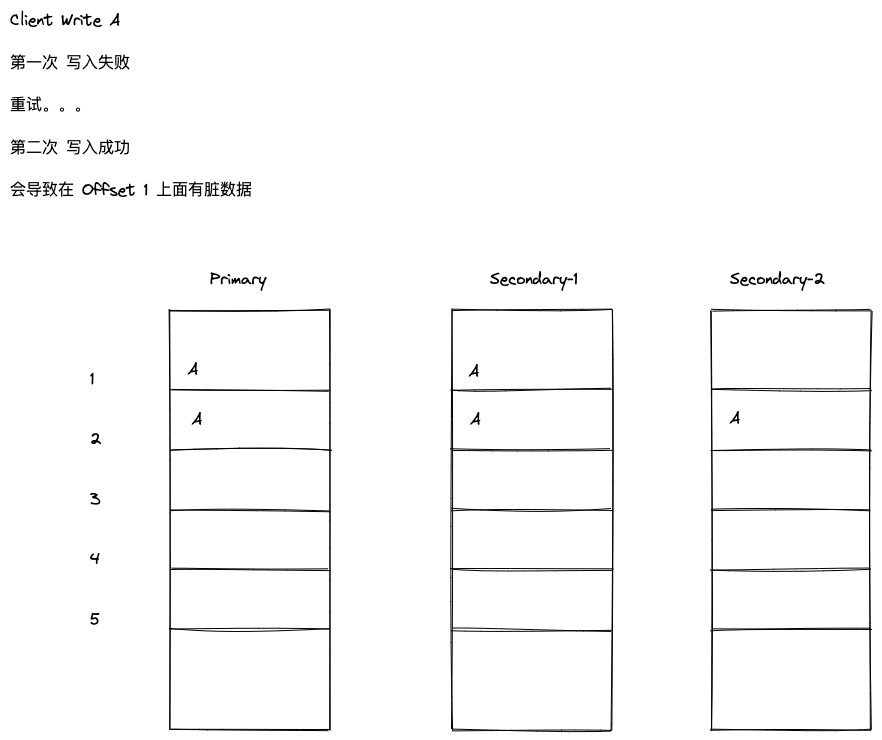 Client Write A
第一次 写入失败
重试。。。
第二次 写入成功
会导致在 Offset 1 上面有脏数据
Primary Secondary-1 Secondary-2
1 A A
2 A A A
3
4
5